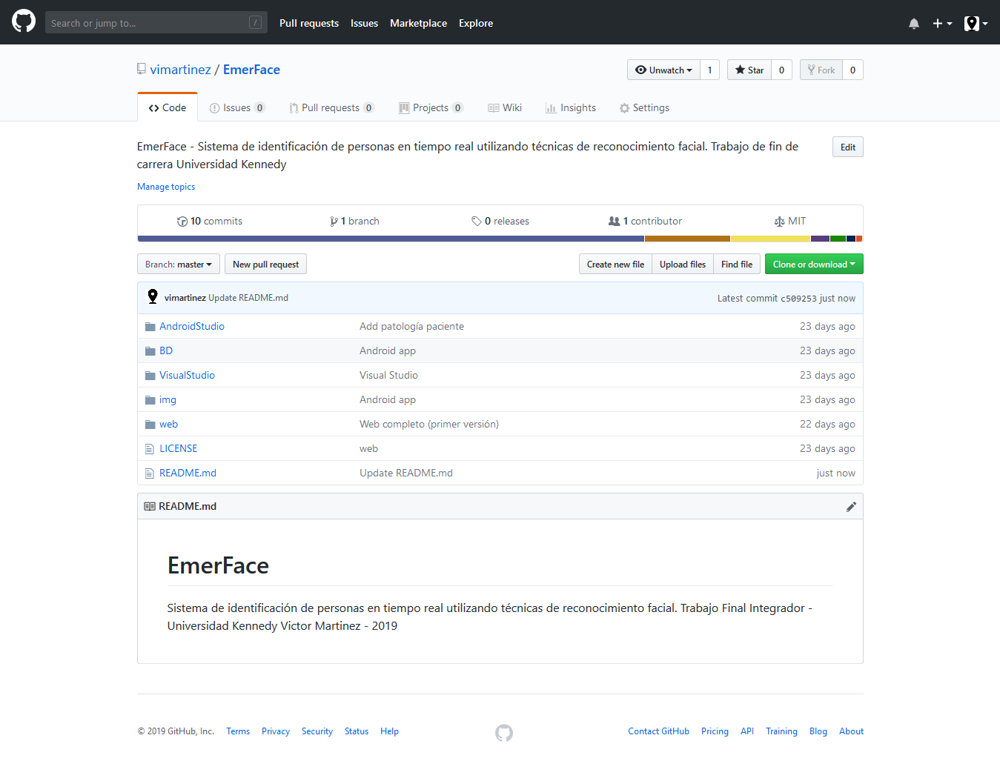 Search or jump to... / Pull requests Issues Marketplace Explore
vimartinez / EmerFace Unwatch 1 Star 0 Fork 0
Code Issues 0 Pull requests 0 Projects 0 Wiki Insights Settings
EmerFace - Sistema de identificación de personas en tiempo real utilizando técnicas de reconocimiento facial. Trabajo de fin de
carrera Universidad Kennedy
Edit
Manage topics
10 commits 1 branch 0 releases 1 contributor MIT
Branch: master New pull request Create new file Upload files Find file Clone or download
vimartinez Update README.md Latest commit c509253 just now
AndroidStudio Add patología paciente 23 days ago
BD Android app 23 days ago
VisualStudio Visual Studio 23 days ago
img Android app 23 days ago
web Web completo (primer versión) 22 days ago
LICENSE web 23 days ago
README.md Update README.md just now
README.md
EmerFace
Sistema de identificación de personas en tiempo real utilizando técnicas de reconocimiento facial. Trabajo Final Integrador -
Universidad Kennedy Victor Martinez - 2019
© 2019 GitHub, Inc. Terms Privacy Security Status Help Contact GitHub Pricing API Training Blog About